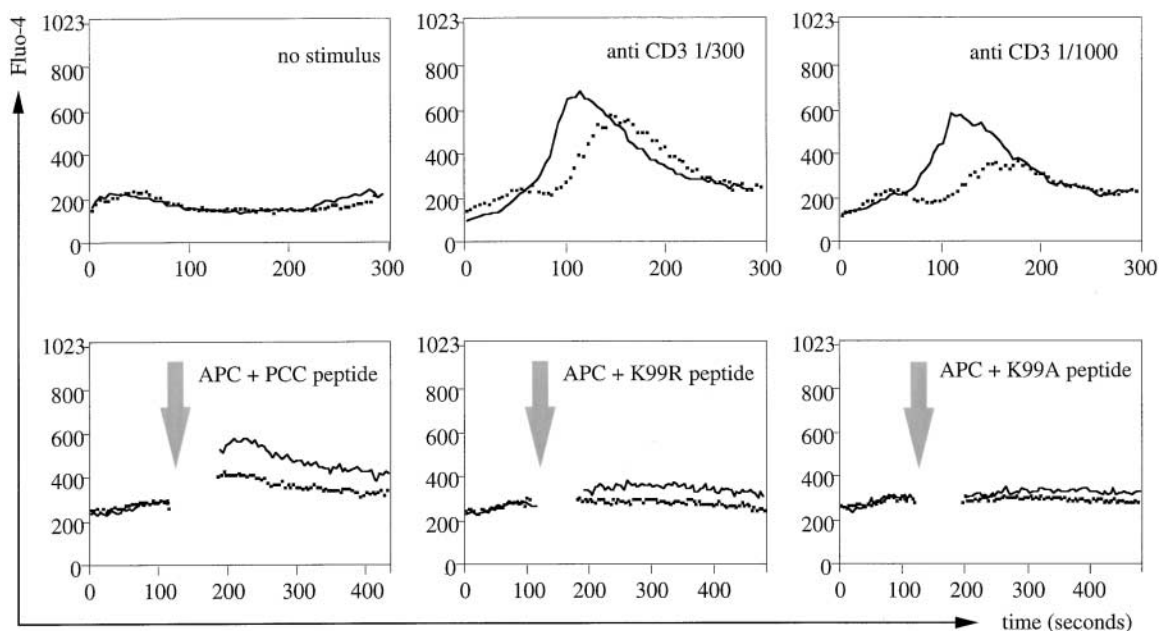 Fluo-4
1023
800
600
400
200
0
no stimulus
0 100 200 300
1023
800
600
400
200
0
anti CD3 1/300
0 100 200 300
1023
800
600
400
200
0
anti CD3 1/1000
0 100 200 300
1023
800
600
400
200
0
APC + PCC peptide
0 100 200 300 400
1023
800
600
400
200
0
APC + K99R peptide
0 100 200 300 400
1023
800
600
400
200
0
APC + K99A peptide
0 100 200 300 400
time (seconds)